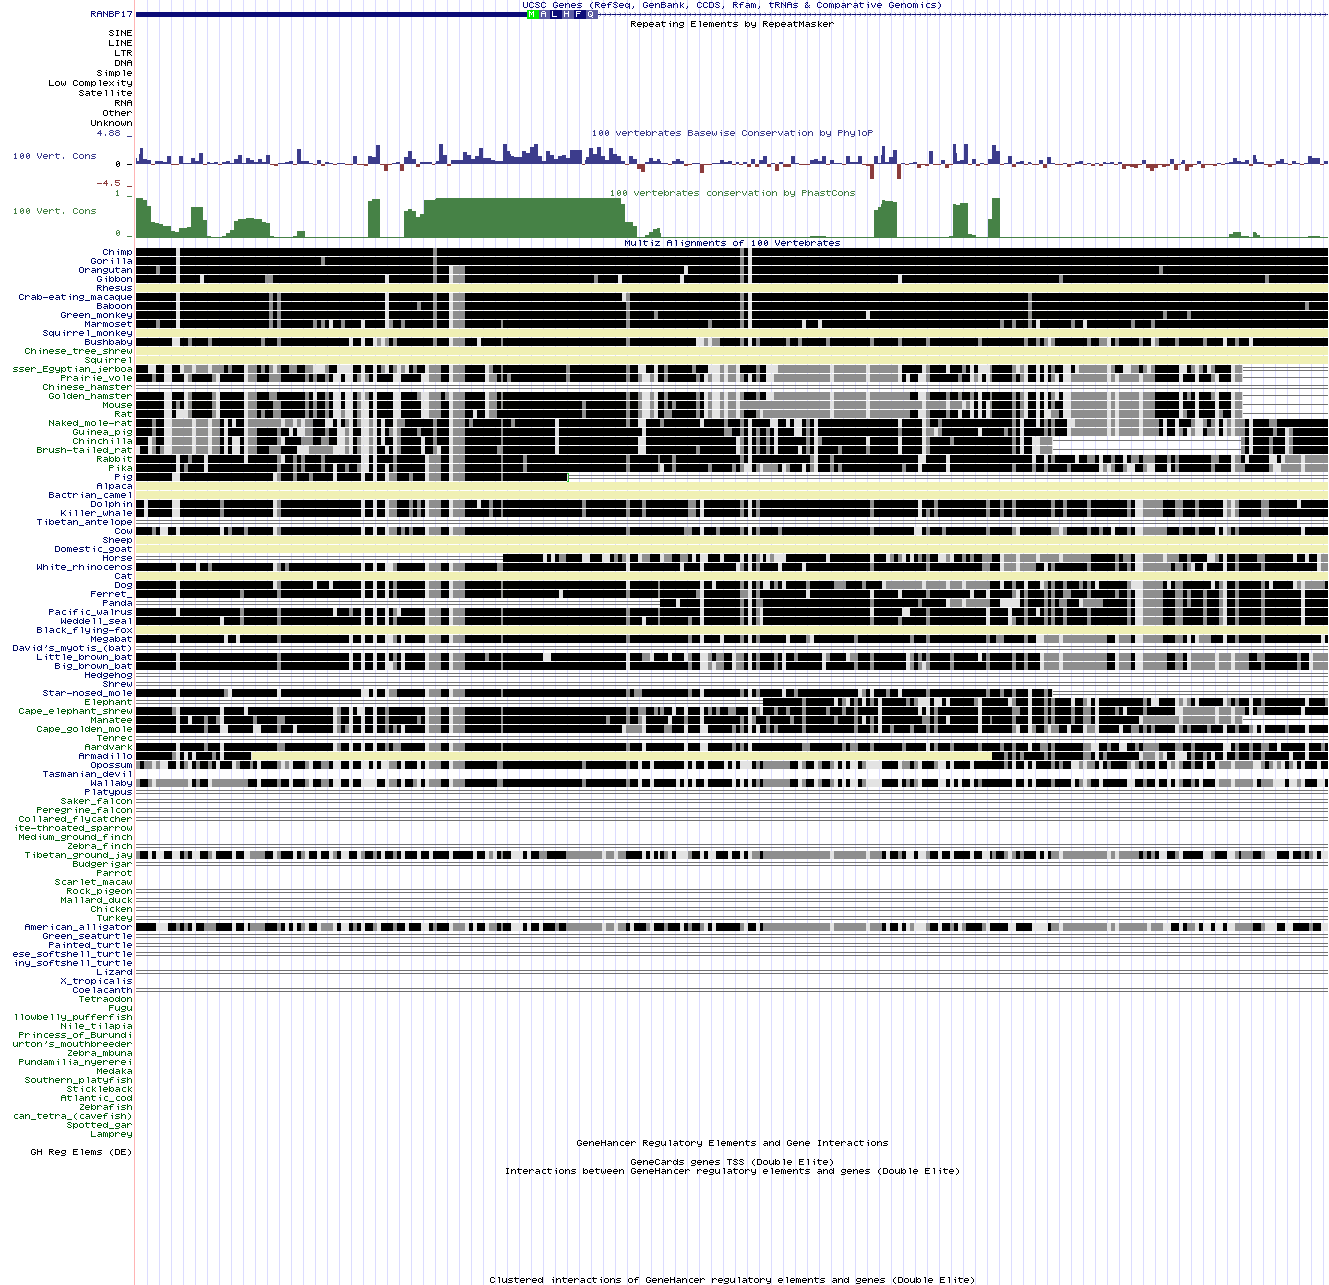 UCSC Genes (RefSeq, GenBank, CCDS, Rfam, tRNAs & Comparative Genomics)
RANBP17
M A L H F Q
Repeating Elements by RepeatMasker
SINE
LINE
LTR
DNA
Simple
Low Complexity
Satellite
RNA
Other
Unknown
4.88 _
100 vertebrates Basewise Conservation by PhyloP
100 Vert. Cons
0 _
-4.5 _
1 _
100 vertebrates conservation by PhastCons
100 Vert. Cons
0 _
Multiz Alignments of 100 Vertebrates
Chimp
Gorilla
Orangutan
Gibbon
Rhesus
Crab-eating_macaque
Baboon
Green_monkey
Marmoset
Squirrel_monkey
Bushbaby
Chinese_tree_shrew
Squirrel
sser_Egyptian_jerboa
Prairie_vole
Chinese_hamster
Golden_hamster
Mouse
Rat
Naked_mole-rat
Guinea_pig
Chinchilla
Brush-tailed_rat
Rabbit
Pika
Pig
Alpaca
Bactrian_camel
Dolphin
Killer_whale
Tibetan_antelope
Cow
Sheep
Domestic_goat
Horse
White_rhinoceros
Cat
Dog
Ferret_
Panda
Pacific_walrus
Weddell_seal
Black_flying-fox
Megabat
David's_myotis_(bat)
Little_brown_bat
Big_brown_bat
Hedgehog
Shrew
Star-nosed_mole
Elephant
Cape_elephant_shrew
Manatee
Cape_golden_mole
Tenrec
Aardvark
Armadillo
Opossum
Tasmanian_devil
Wallaby
Platypus
Saker_falcon
Peregrine_falcon
Collared_flycatcher
ite-throated_sparrow
Medium_ground_finch
Zebra_finch
Tibetan_ground_jay
Budgerigar
Parrot
Scarlet_macaw
Rock_pigeon
Mallard_duck
Chicken
Turkey
American_alligator
Green_seaturtle
Painted_turtle
ese_softshell_turtle
iny_softshell_turtle
Lizard
X_tropicalis
Coelacanth
Tetraodon
Fugu
llowbelly_pufferfish
Nile_tilapia
Princess_of_Burundi
urton's_mouthbreeder
Zebra_mbuna
Pundamilia_nyererei
Medaka
Southern_platyfish
Stickleback
Atlantic_cod
Zebrafish
can_tetra_(cavefish)
Spotted_gar
Lamprey
GeneHancer Regulatory Elements and Gene Interactions
GH Reg Elems (DE)
GeneCards genes TSS (Double Elite)
Interactions between GeneHancer regulatory elements and genes (Double Elite)
Clustered interactions of GeneHancer regulatory elements and genes (Double Elite)